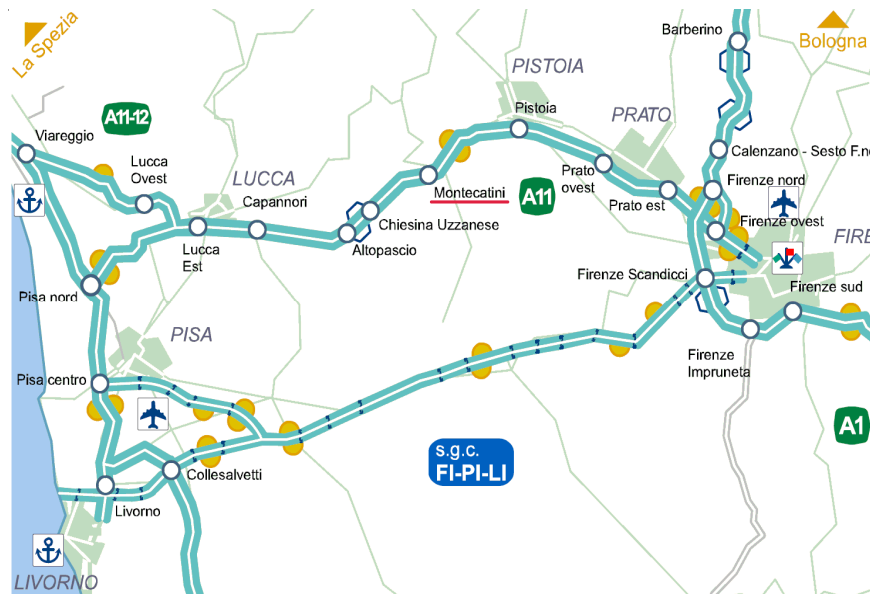 La Spezia
Barberino
Bologna
PISTOIA
A11-12
Pistoia
PRATO
Viareggio
Lucca
Ovest
Calenzano - Sesto F.no
LUCCA
Prato
ovest
Firenze nord
Montecatini
A11
Capannori
Prato est
Chiesina Uzzanese
Firenze ovest
Lucca
Est
Altopascio
FIRE
Firenze Scandicci
Pisa nord
Firenze sud
PISA
Firenze
Impruneta
Pisa centro
A1
s.g.c.
FI-PI-LI
Collesalvetti
Livorno
LIVORNO